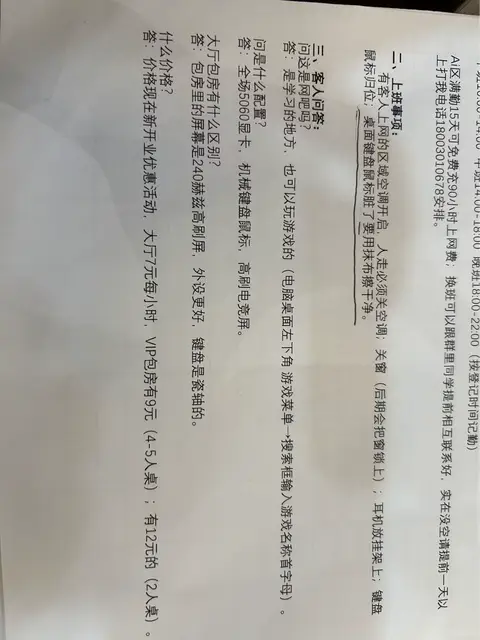 18:00-22:00（按登记时间记勤）
Ai区满勤15天可免费充90小时上网费；换班可以跟群里同学提前相互联系好，实在没空请提前一天以
上打我电话18003010678安排。
二、上班事项：
有客人上网的区域空调开启，人走必须关空调；关窗（后期会把窗锁上）；耳机放挂架上；键盘
鼠标归位；桌面键盘鼠标脏了要用抹布擦干净。
三、客人问答：
问这是网吧吗？
答：是学习的地方，也可以玩游戏的（电脑桌面左下角 游戏菜单→搜索框输入游戏名称首字母）。
问是什么配置？
答：全场5060显卡，机械键盘鼠标，高刷电竞屏。
大厅包房有什么区别？
答：包房里的屏幕是240赫兹高刷屏，外设更好，键盘是瓷轴的。
什么价格？
答：价格现在新开业优惠活动，大厅7元每小时，VIP包房有9元（4-5人桌）；有12元的（2人桌）。